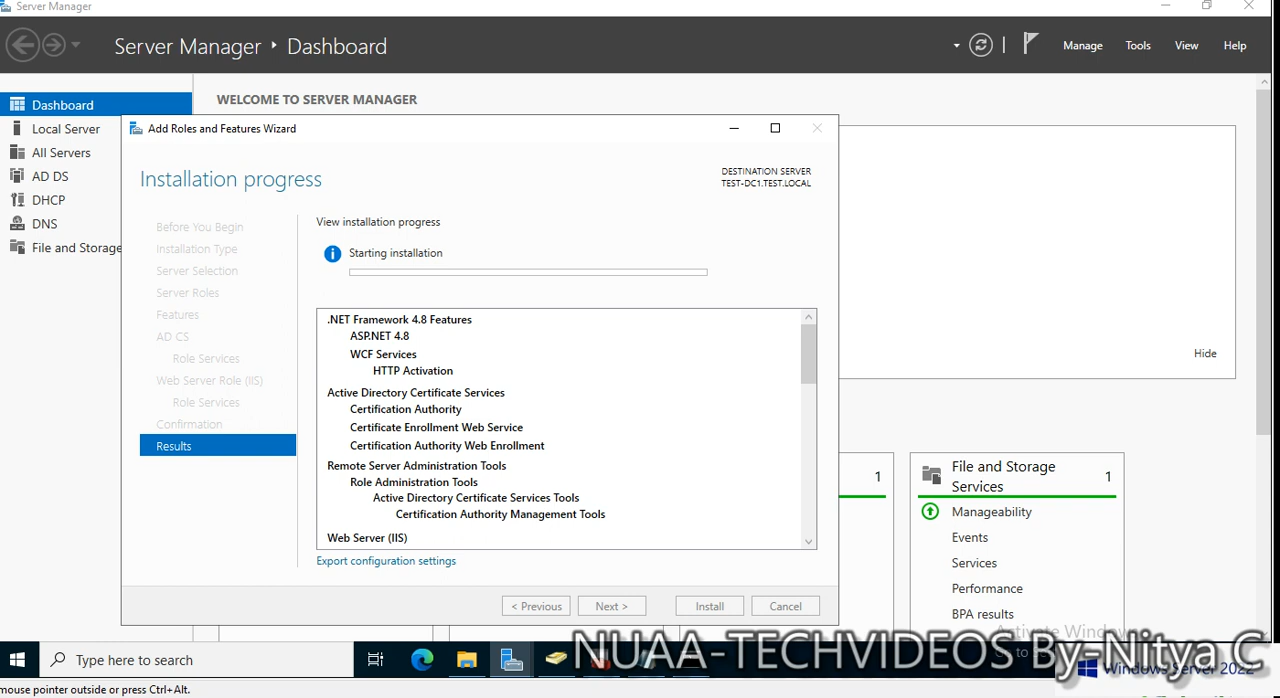 Server Manager
Server Manager ‣ Dashboard
Manage
Tools
View
Help
Dashboard
Local Server
All Servers
AD DS
DHCP
DNS
File and Storage
WELCOME TO SERVER MANAGER
Add Roles and Features Wizard
Installation progress
DESTINATION SERVER
TEST-DC1.TEST.LOCAL
Before You Begin
Installation Type
Server Selection
Server Roles
Features
AD CS
Role Services
Web Server Role (IIS)
Role Services
Confirmation
Results
View installation progress
Starting installation
.NET Framework 4.8 Features
ASP.NET 4.8
WCF Services
HTTP Activation
Active Directory Certificate Services
Certification Authority
Certificate Enrollment Web Service
Certification Authority Web Enrollment
Remote Server Administration Tools
Role Administration Tools
Active Directory Certificate Services Tools
Certification Authority Management Tools
Web Server (IIS)
Export configuration settings
< Previous
Next >
Install
Cancel
Hide
1
File and Storage
Services
1
Manageability
Events
Services
Performance
BPA results
Activate Windows
Go to Se
NUAA-TECHVIDEOS By-Nitya C
Windows Server 2022
Type here to search
mouse pointer outside or press Ctrl+Alt.